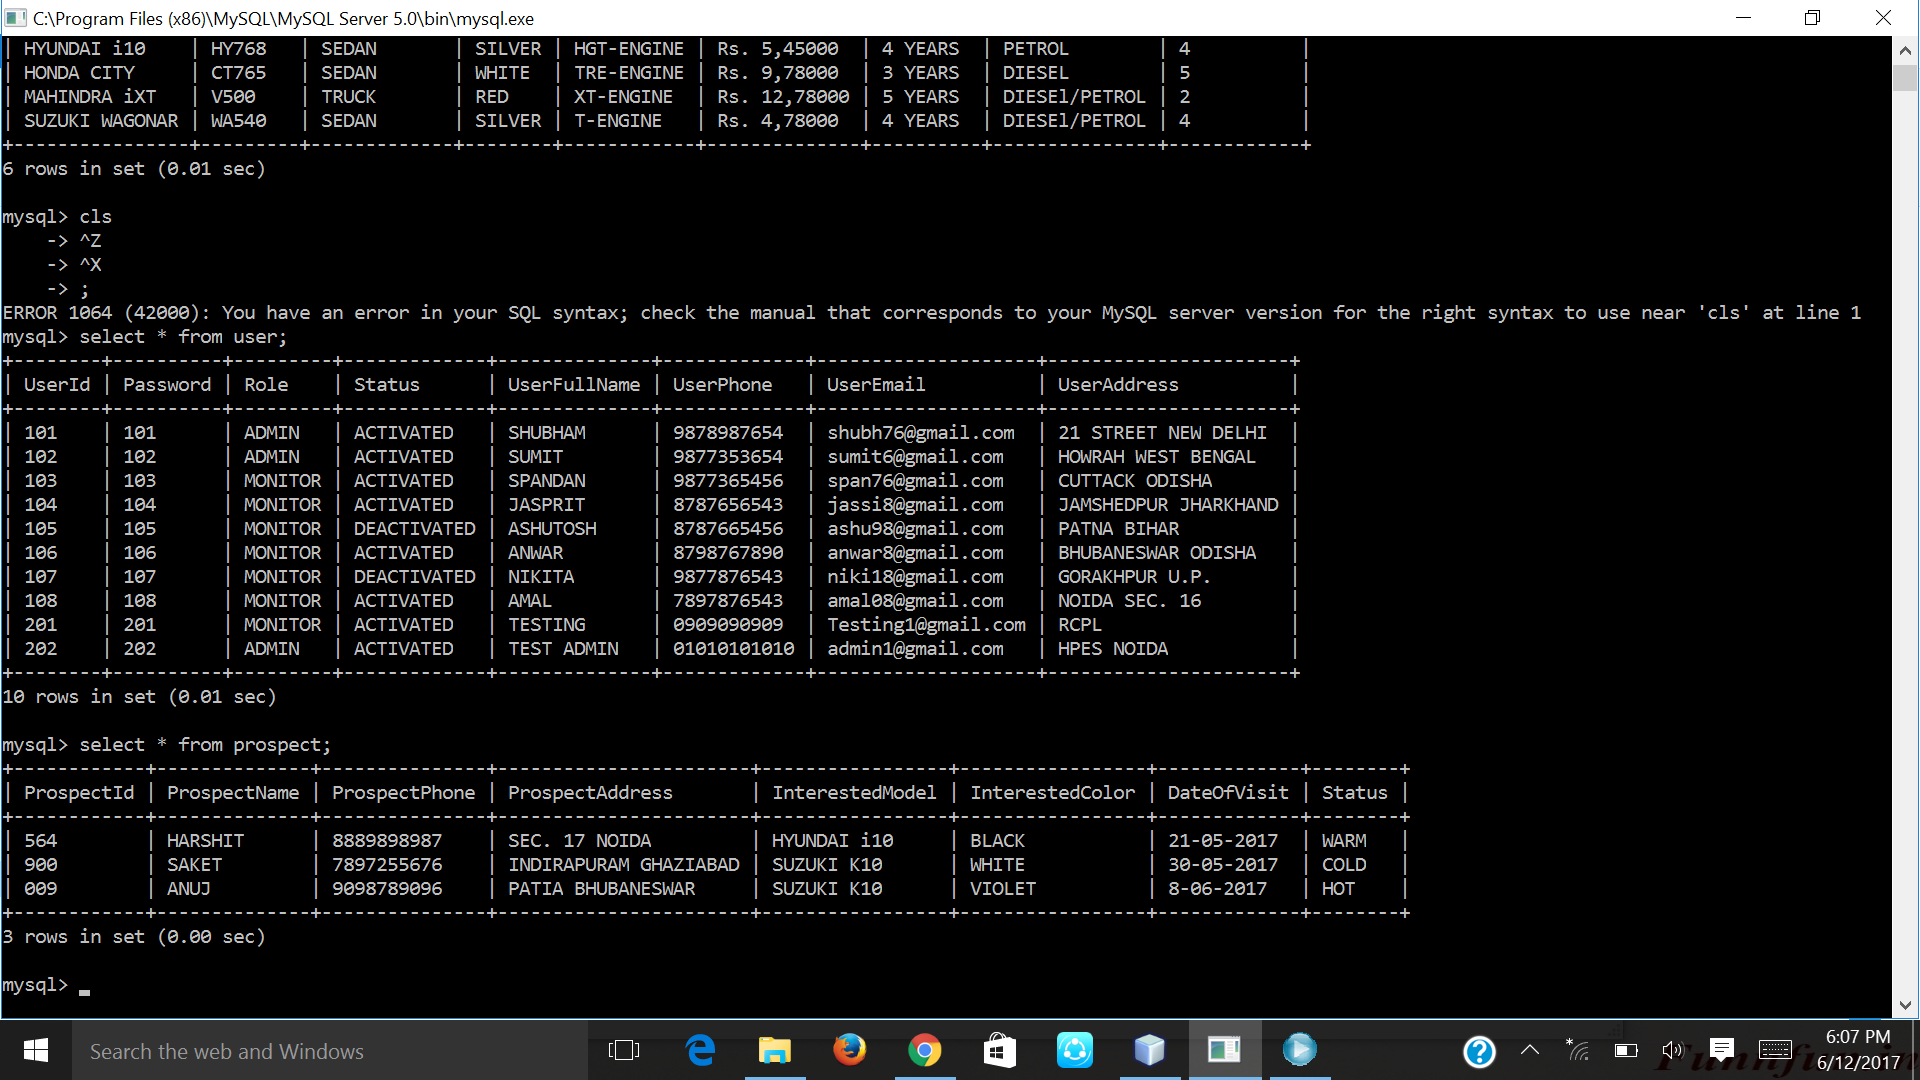 C:\Program Files (x86)\MySQL\MySQL Server 5.0\bin\mysql.exe
| HYUNDAI i10    | HY768  | SEDAN       | SILVER | HGT-ENGINE | Rs. 5,45000  | 4 YEARS  | PETROL        | 4          |
| HONDA CITY     | CT765  | SEDAN       | WHITE  | TRE-ENGINE | Rs. 9,78000  | 3 YEARS  | DIESEL        | 5          |
| MAHINDRA iXT   | V500   | TRUCK       | RED    | XT-ENGINE  | Rs. 12,78000 | 5 YEARS  | DIESEl/PETROL | 2          |
| SUZUKI WAGONAR | WA540  | SEDAN       | SILVER | T-ENGINE   | Rs. 4,78000  | 4 YEARS  | DIESEl/PETROL | 4          |
+----------------+---------+-------------+--------+------------+--------------+----------+---------------+------------+
6 rows in set (0.01 sec)
mysql> cls
    -> ^Z
    -> ^X
    -> ;
ERROR 1064 (42000): You have an error in your SQL syntax; check the manual that corresponds to your MySQL server version for the right syntax to use near 'cls' at line 1
mysql> select * from user;
+--------+----------+---------+-------------+--------------+-------------+--------------------+----------------------+
| UserId | Password | Role    | Status      | UserFullName | UserPhone   | UserEmail          | UserAddress          |
+--------+----------+---------+-------------+--------------+-------------+--------------------+----------------------+
| 101    | 101      | ADMIN   | ACTIVATED   | SHUBHAM      | 9878987654  | shubh76@gmail.com  | 21 STREET NEW DELHI  |
| 102    | 102      | ADMIN   | ACTIVATED   | SUMIT        | 9877353654  | sumit6@gmail.com   | HOWRAH WEST BENGAL   |
| 103    | 103      | MONITOR | ACTIVATED   | SPANDAN      | 9877365456  | span76@gmail.com   | CUTTACK ODISHA       |
| 104    | 104      | MONITOR | ACTIVATED   | JASPRIT      | 8787656543  | jassi8@gmail.com   | JAMSHEDPUR JHARKHAND |
| 105    | 105      | MONITOR | DEACTIVATED | ASHUTOSH     | 8787665456  | ashu98@gmail.com   | PATNA BIHAR          |
| 106    | 106      | MONITOR | ACTIVATED   | ANWAR        | 8798767890  | anwar8@gmail.com   | BHUBANESWAR ODISHA   |
| 107    | 107      | MONITOR | DEACTIVATED | NIKITA       | 9877876543  | niki18@gmail.com   | GORAKHPUR U.P.       |
| 108    | 108      | MONITOR | ACTIVATED   | AMAL         | 7897876543  | amal08@gmail.com   | NOIDA SEC. 16        |
| 201    | 201      | MONITOR | ACTIVATED   | TESTING      | 0909090909  | Testing1@gmail.com | RCPL                 |
| 202    | 202      | ADMIN   | ACTIVATED   | TEST ADMIN   | 01010101010 | admin1@gmail.com   | HPES NOIDA           |
+--------+----------+---------+-------------+--------------+-------------+--------------------+----------------------+
10 rows in set (0.01 sec)
mysql> select * from prospect;
+------------+--------------+---------------+-----------------------+-----------------+-----------------+-------------+--------+
| ProspectId | ProspectName | ProspectPhone | ProspectAddress       | InterestedModel | InterestedColor | DateOfVisit | Status |
+------------+--------------+---------------+-----------------------+-----------------+-----------------+-------------+--------+
| 564        | HARSHIT      | 8889898987    | SEC. 17 NOIDA         | HYUNDAI i10     | BLACK           | 21-05-2017  | WARM   |
| 900        | SAKET        | 7897255676    | INDIRAPURAM GHAZIABAD | SUZUKI K10      | WHITE           | 30-05-2017  | COLD   |
| 009        | ANUJ         | 9098789096    | PATIA BHUBANESWAR     | SUZUKI K10      | VIOLET          | 8-06-2017   | HOT    |
+------------+--------------+---------------+-----------------------+-----------------+-----------------+-------------+--------+
3 rows in set (0.00 sec)
mysql> _
Search the web and Windows
6:07 PM
6/12/2017